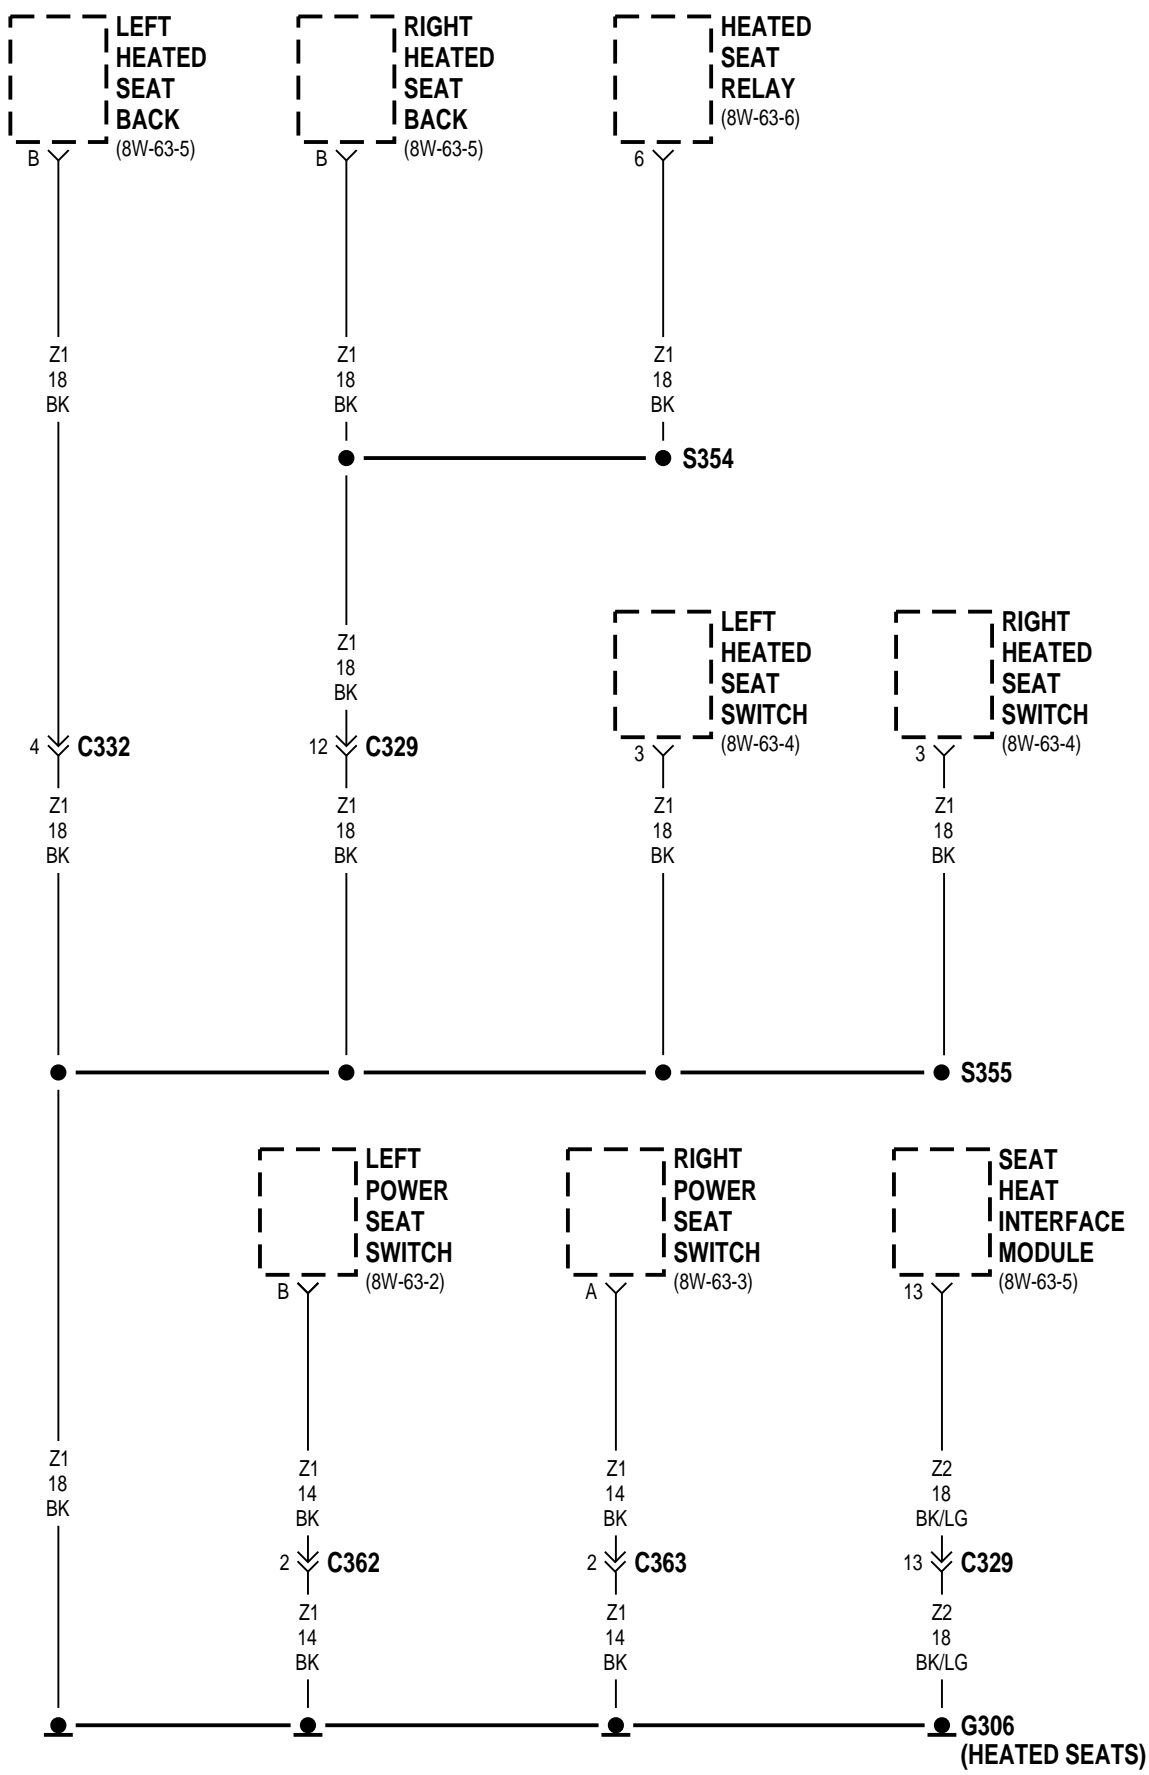 LEFT
HEATED
SEAT
BACK
(8W-63-5)
B
RIGHT
HEATED
SEAT
BACK
(8W-63-5)
B
HEATED
SEAT
RELAY
(8W-63-6)
6
Z1
18
BK
Z1
18
BK
Z1
18
BK
S354
Z1
18
BK
LEFT
HEATED
SEAT
SWITCH
(8W-63-4)
3
RIGHT
HEATED
SEAT
SWITCH
(8W-63-4)
3
4 C332
12 C329
Z1
18
BK
Z1
18
BK
Z1
18
BK
Z1
18
BK
S355
LEFT
POWER
SEAT
SWITCH
(8W-63-2)
B
RIGHT
POWER
SEAT
SWITCH
(8W-63-3)
A
SEAT
HEAT
INTERFACE
MODULE
(8W-63-5)
13
Z1
18
BK
Z1
14
BK
Z1
14
BK
Z2
18
BK/LG
2 C362
2 C363
13 C329
Z1
14
BK
Z1
14
BK
Z2
18
BK/LG
G306
(HEATED SEATS)